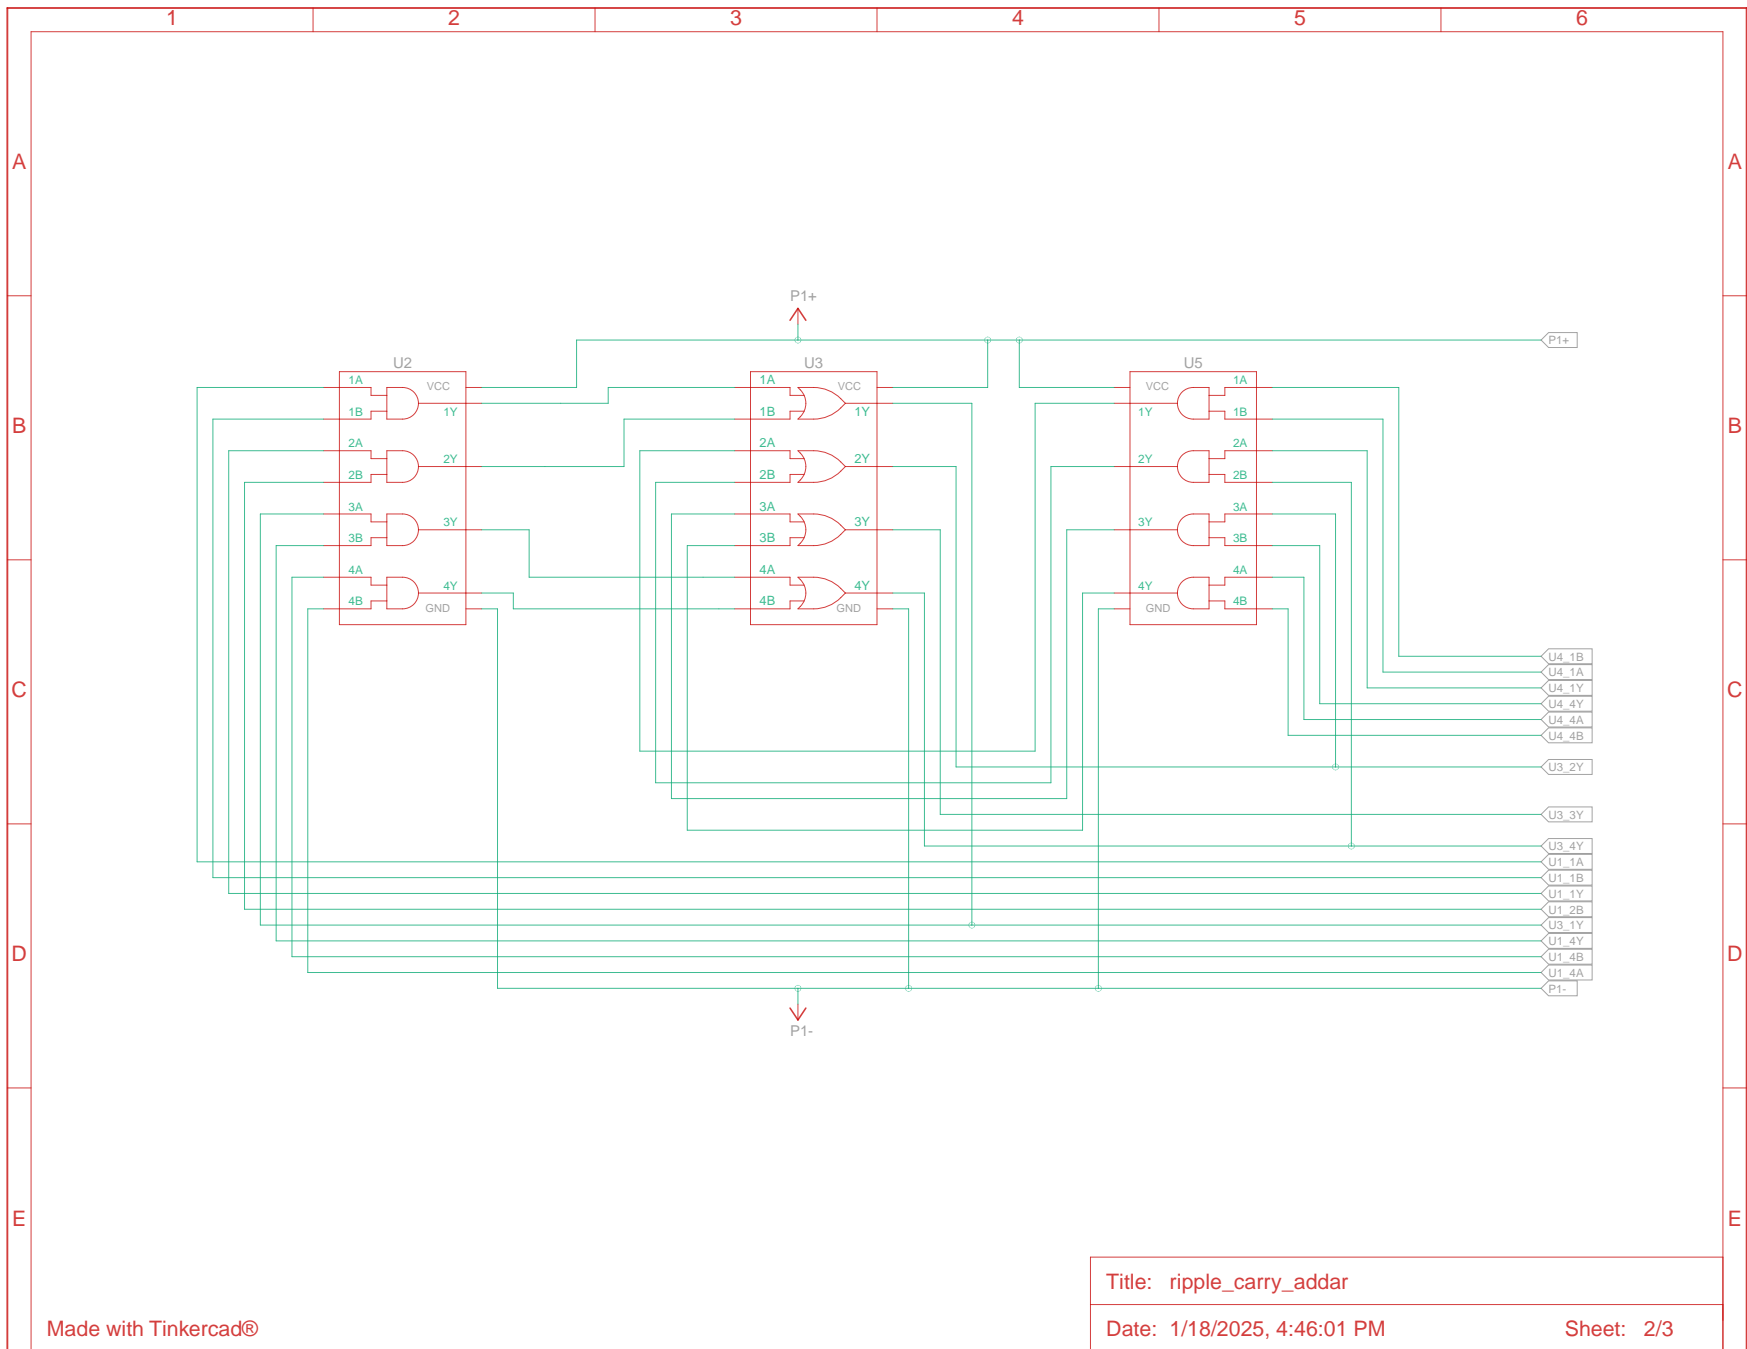 1 2 3 4 5 6
A A
P1+
P1+
U2 U3 U5
1A VCC 1A VCC VCC 1A
1B 1Y 1B 1Y 1Y 1B
B B
2A 2A 2A
2Y 2Y 2Y
2B 2B 2B
3A 3A 3A
3Y 3Y 3Y
3B 3B 3B
4A 4A 4A
4Y 4Y 4Y
4B GND 4B GND GND 4B
U4_1B
U4_1A
C C
U4_1Y
U4_4Y
U4_4A
U4_4B
U3_2Y
U3_3Y
U3_4Y
U1_1A
U1_1B
U1_1Y
U1_2B
U3_1Y
U1_4Y
D D
U1_4B
U1_4A
P1-
P1-
E E
Title: ripple_carry_addar
Made with Tinkercad®
Date: 1/18/2025, 4:46:01 PM Sheet: 2/3